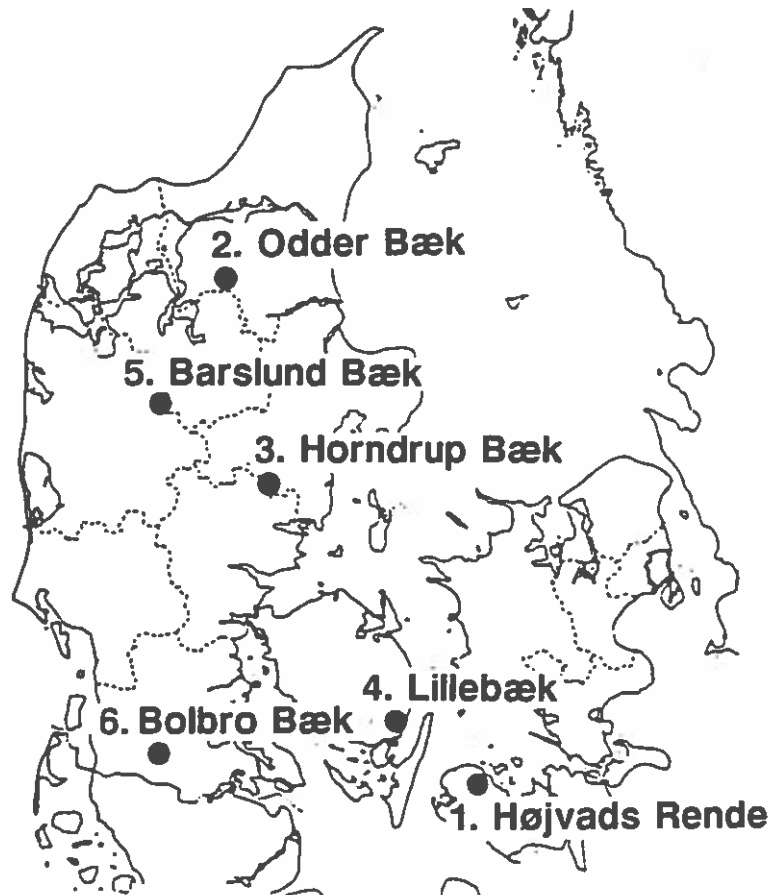 2. Odder Bæk
5. Barslund Bæk
3. Horndrup Bæk
4. Lillebæk
6. Bolbro Bæk
1. Højvads Rende